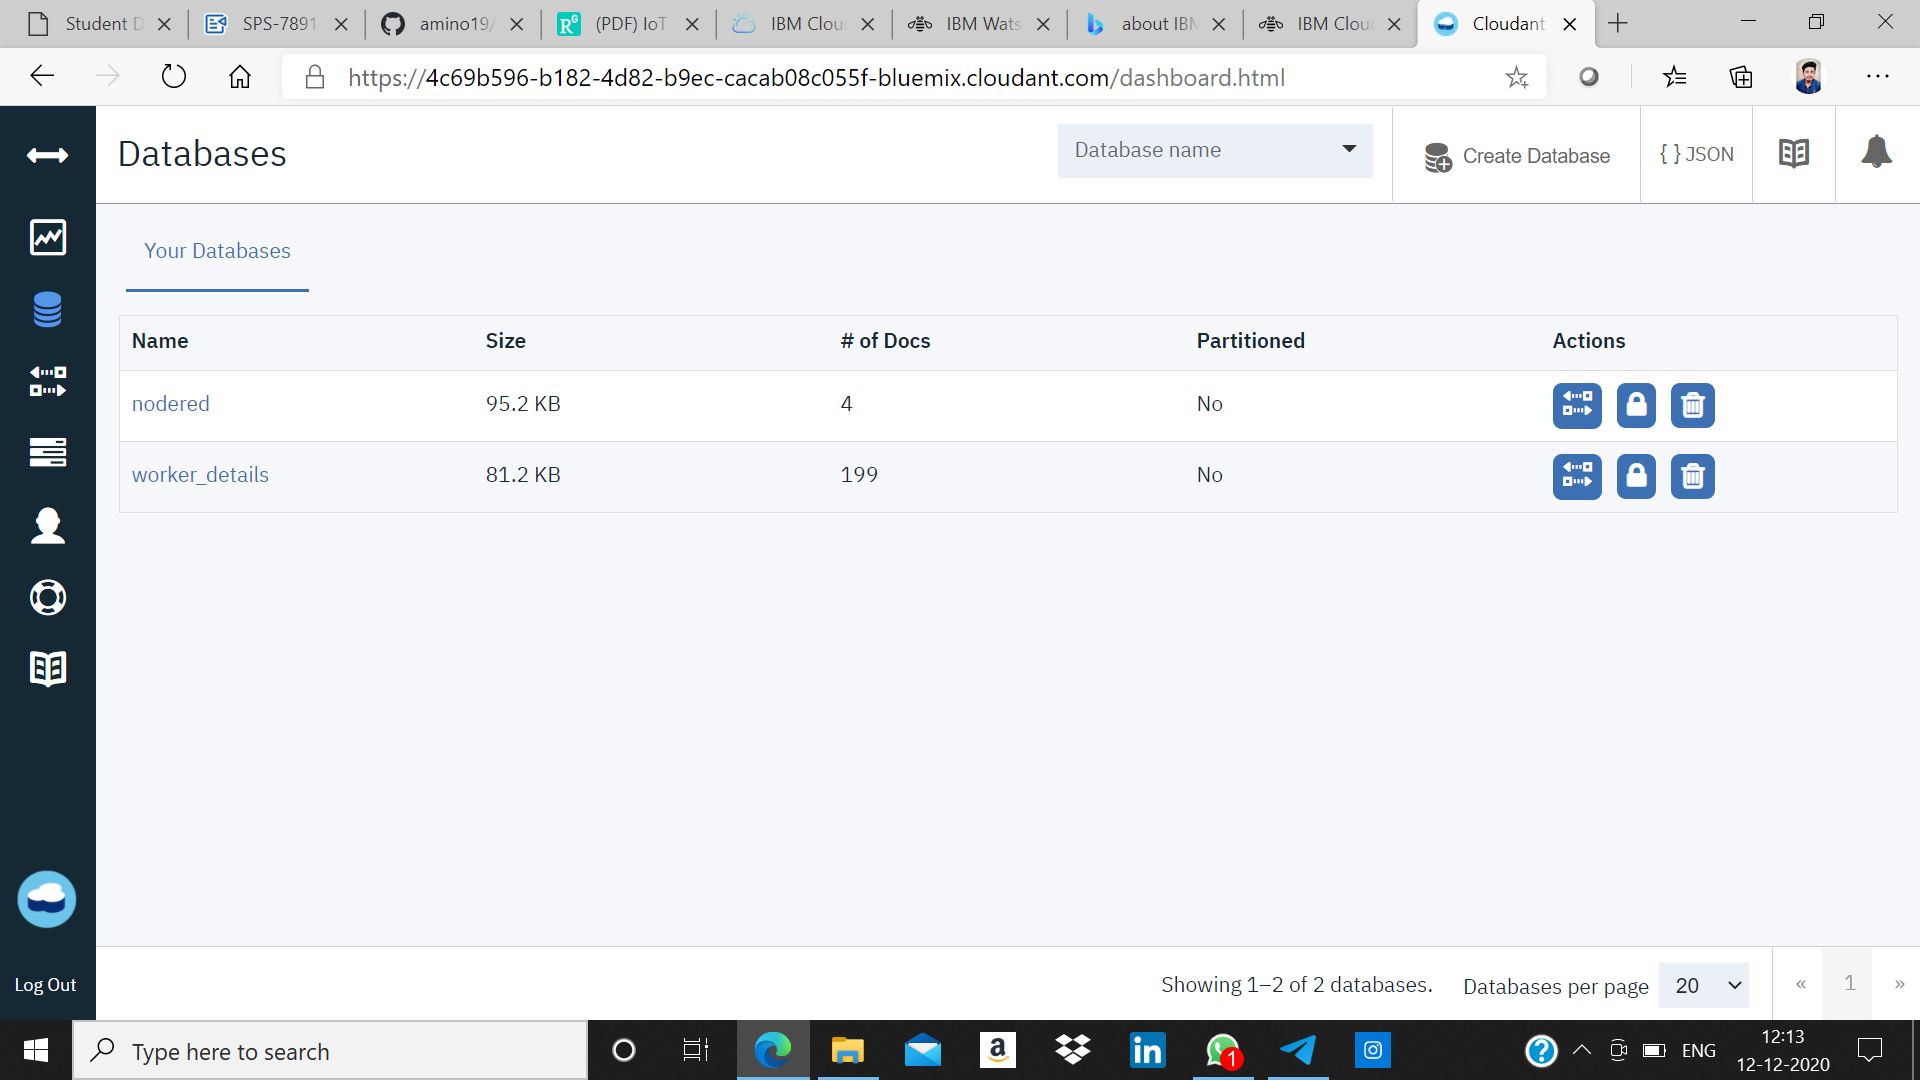 Student D
SPS-7891
amino19/
(PDF) IoT
IBM Clou
IBM Wats
about IBM
IBM Clou
Cloudant
https://4c69b596-b182-4d82-b9ec-cacab08c055f-bluemix.cloudant.com/dashboard.html
Databases
Database name
Create Database
{ } JSON
Your Databases
Name Size # of Docs Partitioned Actions
nodered 95.2 KB 4 No
worker_details 81.2 KB 199 No
Log Out
Showing 1–2 of 2 databases. Databases per page 20 « 1 »
Type here to search
1
ENG
12:13
12-12-2020